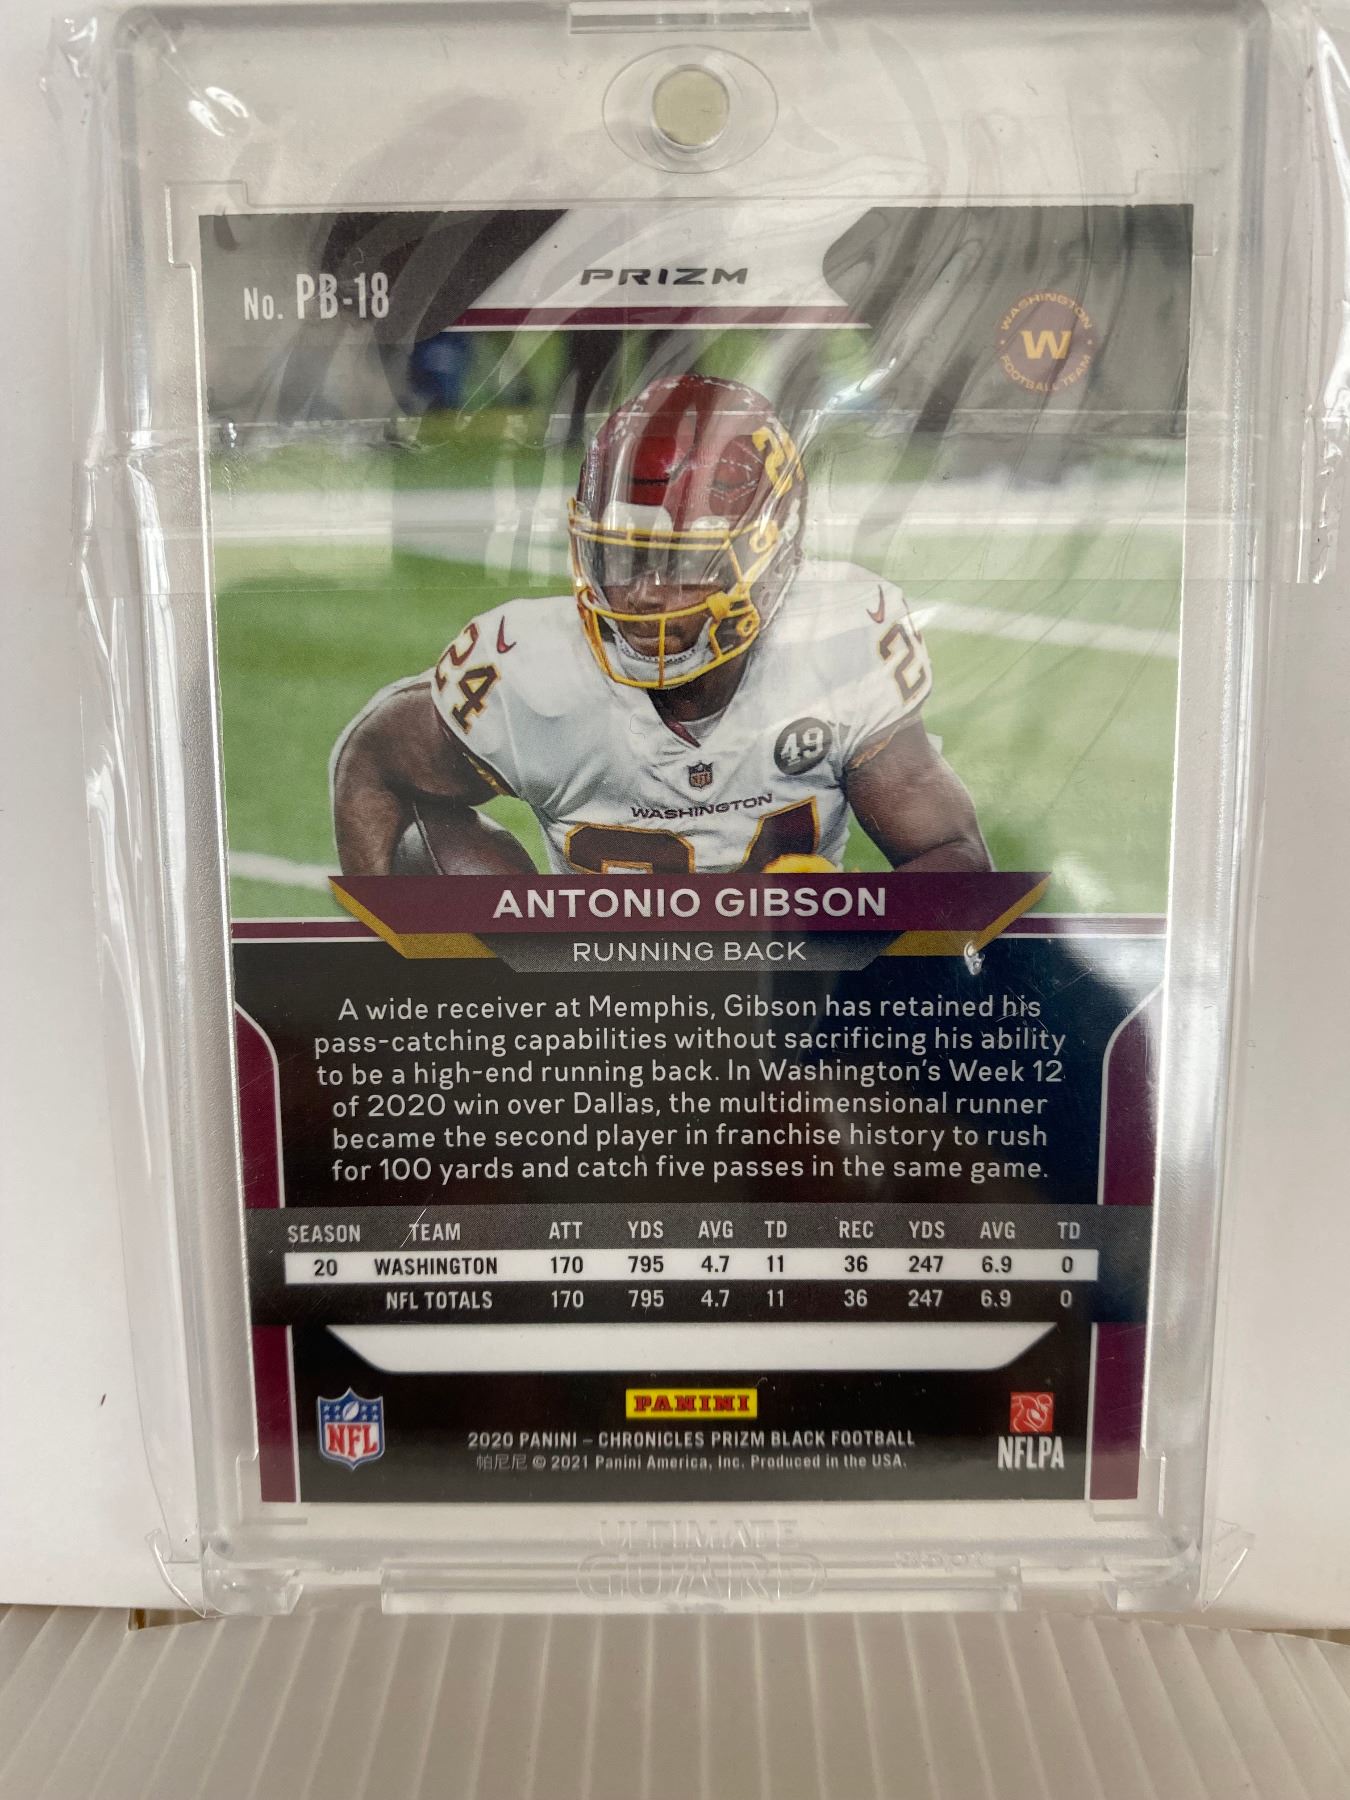 No. PB-18
PRIZM
WASHINGTON
W
FOOTBALL TEAM
24
24
49
NFL
WASHINGTON
ANTONIO GIBSON
RUNNING BACK
A wide receiver at Memphis, Gibson has retained his
pass-catching capabilities without sacrificing his ability
to be a high-end running back. In Washington's Week 12
of 2020 win over Dallas, the multidimensional runner
became the second player in franchise history to rush
for 100 yards and catch five passes in the same game.
SEASON TEAM ATT YDS AVG TD REC YDS AVG TD
20 WASHINGTON 170 795 4.7 11 36 247 6.9 0
NFL TOTALS 170 795 4.7 11 36 247 6.9 0
PANINI
NFL
2020 PANINI – CHRONICLES PRIZM BLACK FOOTBALL
帕尼尼 © 2021 Panini America, Inc. Produced in the USA.
NFLPA
ULTIMATE
GUARD